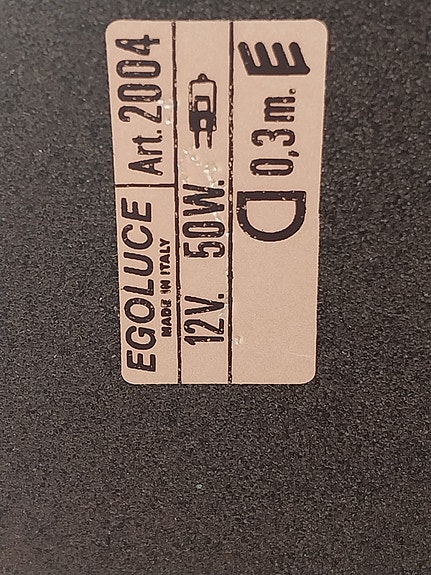 EGOLUCE Art. 2004
MADE IN ITALY
12V. 50W.
D 0,3 m.